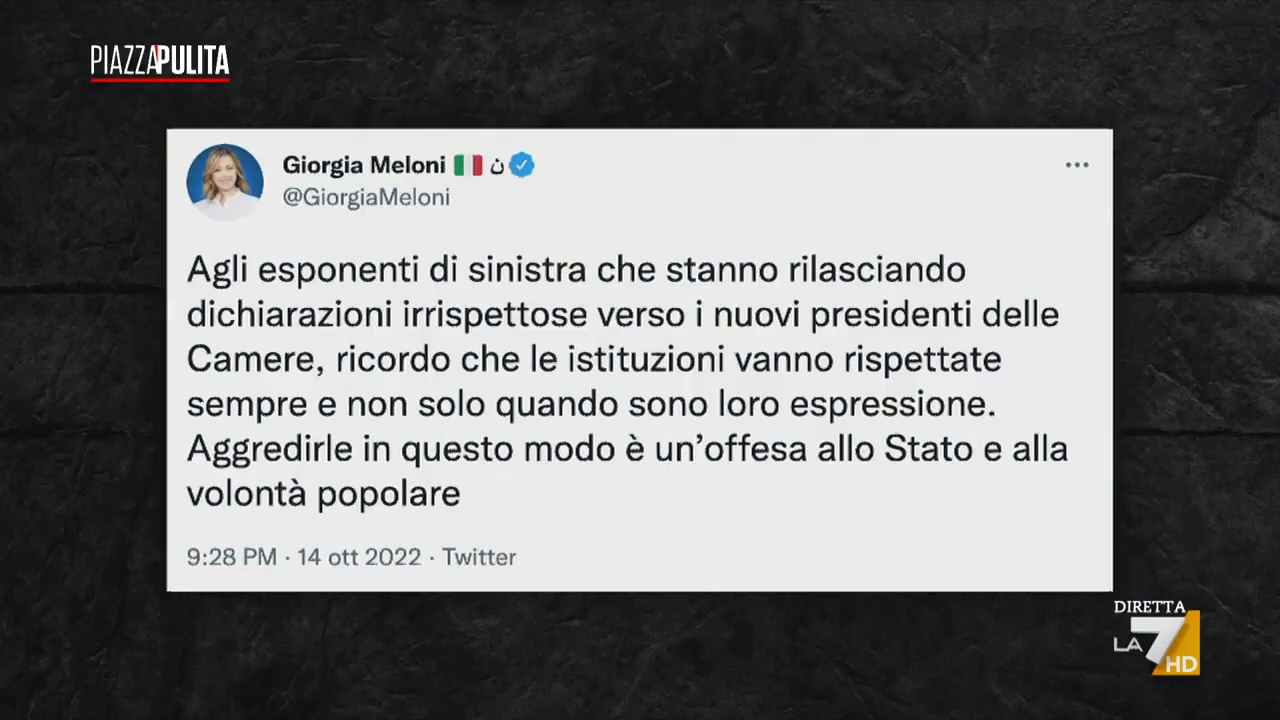 PIAZZAPULITA
Giorgia Meloni 🇮🇹 ن
@GiorgiaMeloni
Agli esponenti di sinistra che stanno rilasciando
dichiarazioni irrispettose verso i nuovi presidenti delle
Camere, ricordo che le istituzioni vanno rispettate
sempre e non solo quando sono loro espressione.
Aggredirle in questo modo è un’offesa allo Stato e alla
volontà popolare
9:28 PM · 14 ott 2022 · Twitter
DIRETTA
LA7
HD